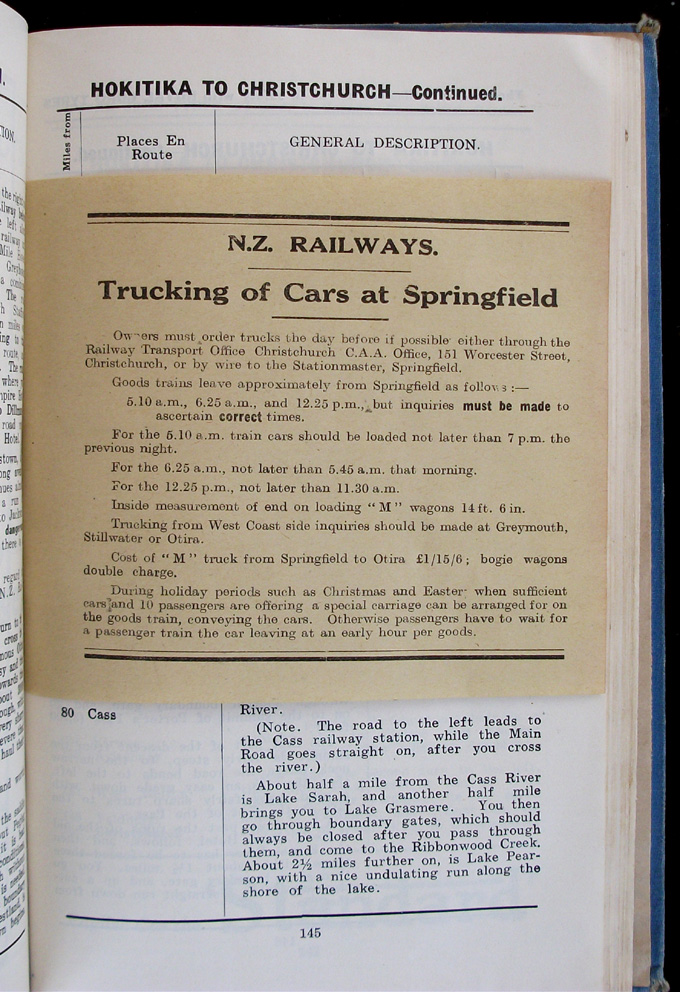 HOKITIKA TO CHRISTCHURCH—Continued.
Miles from
Places En
Route
GENERAL DESCRIPTION.
N.Z. RAILWAYS.
Trucking of Cars at Springfield
Owners must order trucks the day before if possible either through the
Railway Transport Office Christchurch C.A.A. Office, 151 Worcester Street,
Christchurch, or by wire to the Stationmaster, Springfield.
Goods trains leave approximately from Springfield as follows :—
5.10 a.m., 6.25 a.m., and 12.25 p.m., but inquiries must be made to
ascertain correct times.
For the 5.10 a.m. train cars should be loaded not later than 7 p.m. the
previous night.
For the 6.25 a.m., not later than 5.45 a.m. that morning.
For the 12.25 p.m., not later than 11.30 a.m.
Inside measurement of end on loading "M" wagons 14 ft. 6 in.
Trucking from West Coast side inquiries should be made at Greymouth,
Stillwater or Otira.
Cost of "M" truck from Springfield to Otira £1/15/6; bogie wagons
double charge.
During holiday periods such as Christmas and Easter when sufficient
cars and 10 passengers are offering a special carriage can be arranged for on
the goods train, conveying the cars. Otherwise passengers have to wait for
a passenger train the car leaving at an early hour per goods.
80 Cass
River.
(Note. The road to the left leads to
the Cass railway station, while the Main
Road goes straight on, after you cross
the river.)
About half a mile from the Cass River
is Lake Sarah, and another half mile
brings you to Lake Grasmere. You then
go through boundary gates, which should
always be closed after you pass through
them, and come to the Ribbonwood Creek.
About 2½ miles further on, is Lake Pear-
son, with a nice undulating run along the
shore of the lake.
145